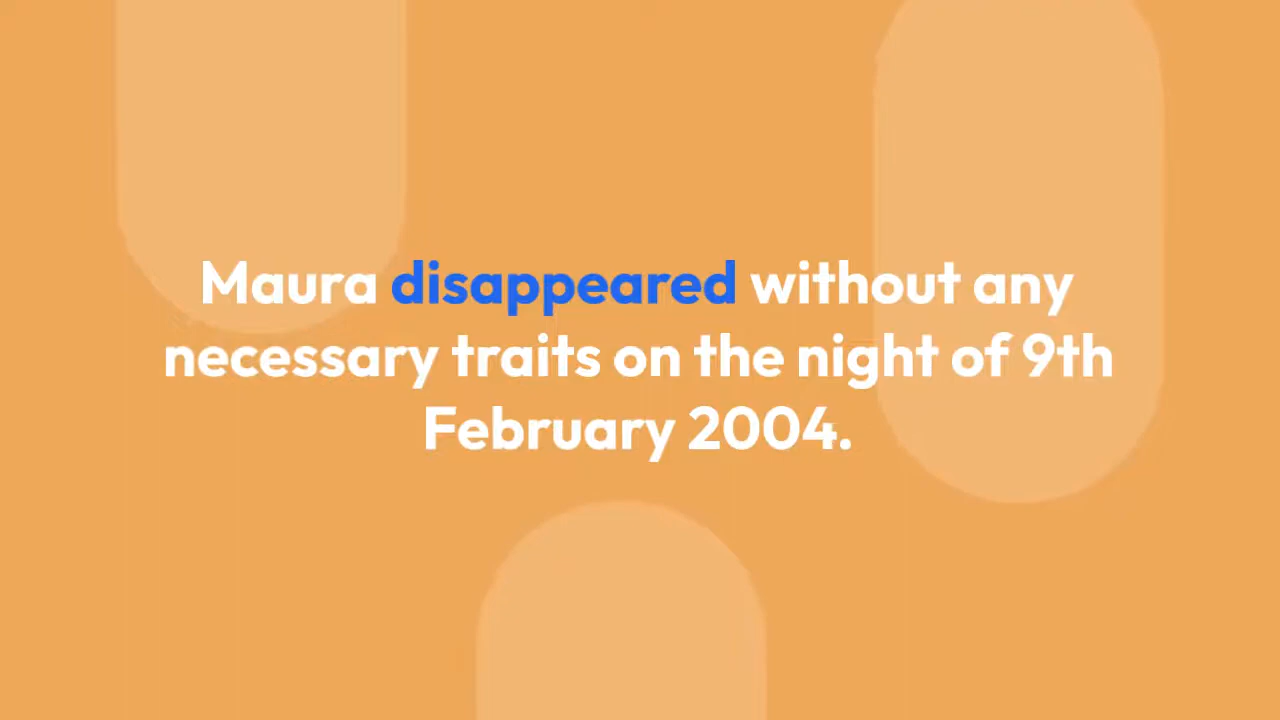 Maura disappeared without any
necessary traits on the night of 9th
February 2004.